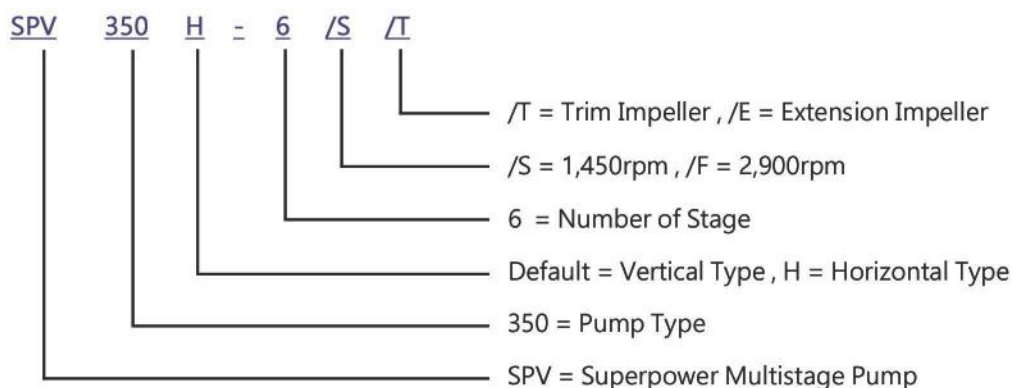 SPV 350 H - 6 /S /T
/T = Trim Impeller , /E = Extension Impeller
/S = 1,450rpm , /F = 2,900rpm
6 = Number of Stage
Default = Vertical Type , H = Horizontal Type
350 = Pump Type
SPV = Superpower Multistage Pump